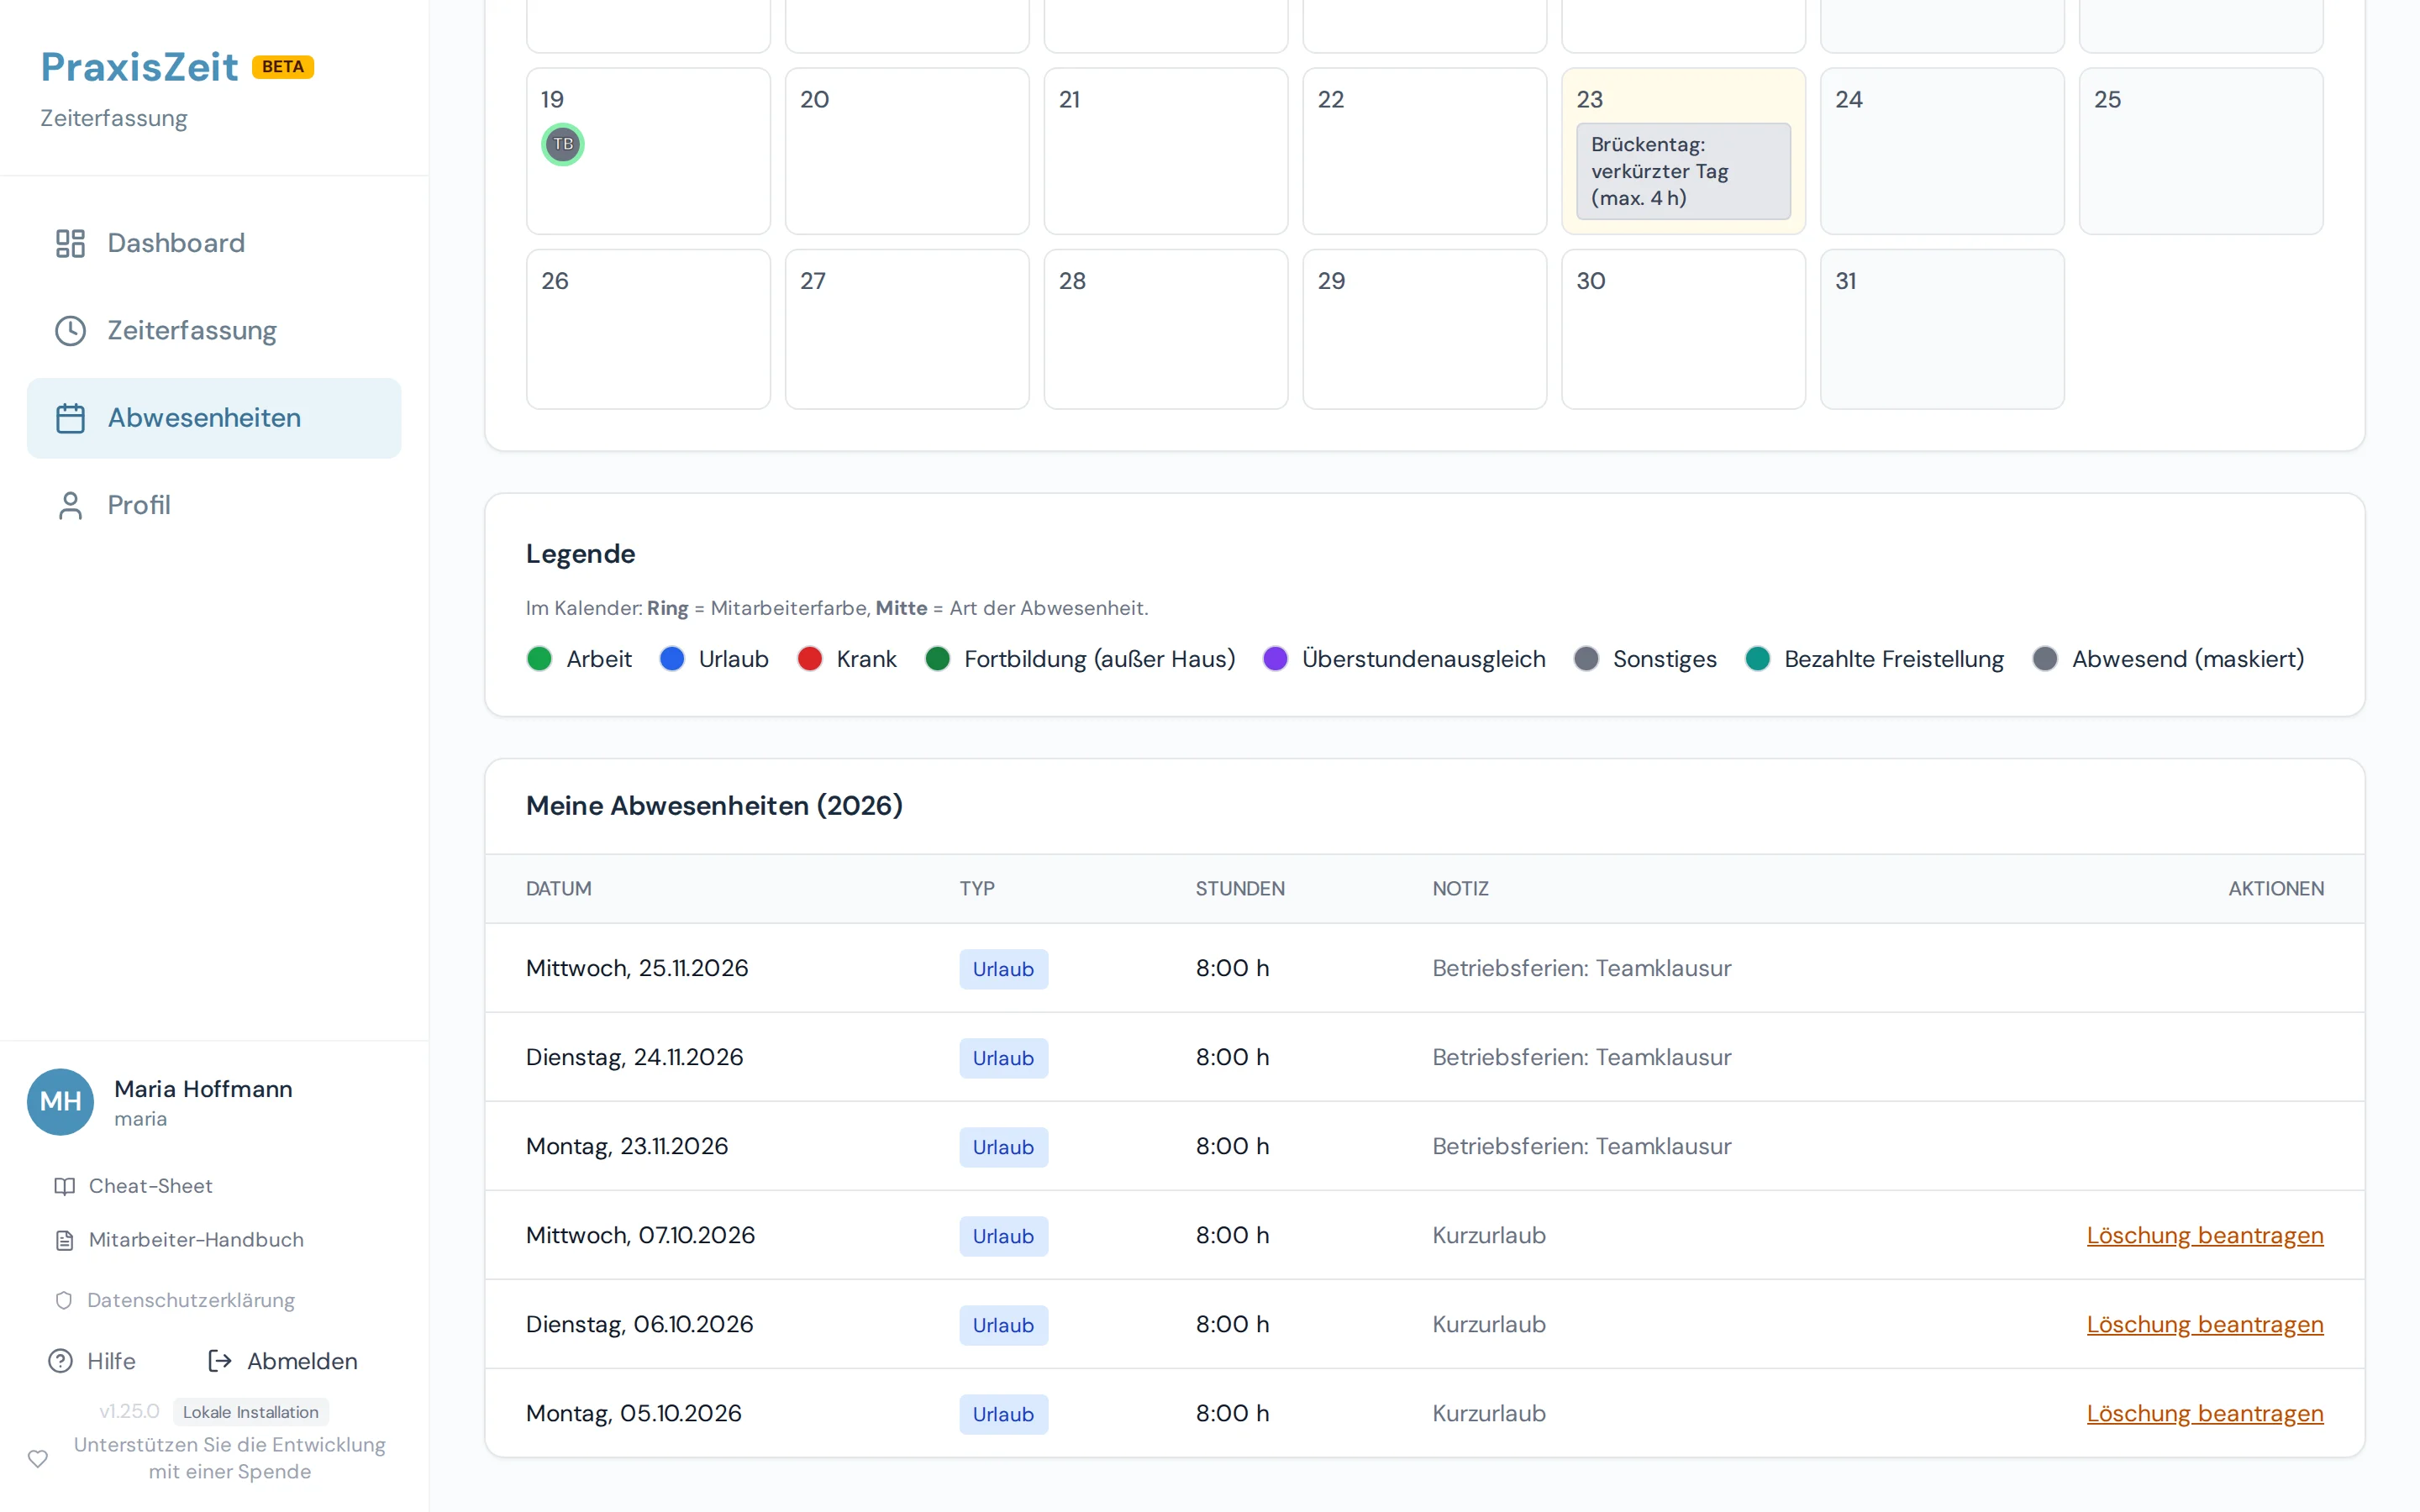 PraxisZeit BETA
Zeiterfassung
Dashboard
Zeiterfassung
Abwesenheiten
Profil
Maria Hoffmann
MH
maria
Cheat-Sheet
Mitarbeiter-Handbuch
Datenschutzerklärung
Hilfe
Abmelden
v1.25.0 Lokale Installation
Unterstützen Sie die Entwicklung
mit einer Spende
19 20 21 22 23 24 25
TB
Brückentag:
verkürzter Tag
(max. 4 h)
26 27 28 29 30 31
Legende
Im Kalender: Ring = Mitarbeiterfarbe, Mitte = Art der Abwesenheit.
Arbeit Urlaub Krank Fortbildung (außer Haus) Überstundenausgleich Sonstiges Bezahlte Freistellung Abwesend (maskiert)
Meine Abwesenheiten (2026)
DATUM TYP STUNDEN NOTIZ AKTIONEN
Mittwoch, 25.11.2026 Urlaub 8:00 h Betriebsferien: Teamklausur
Dienstag, 24.11.2026 Urlaub 8:00 h Betriebsferien: Teamklausur
Montag, 23.11.2026 Urlaub 8:00 h Betriebsferien: Teamklausur
Mittwoch, 07.10.2026 Urlaub 8:00 h Kurzurlaub Löschung beantragen
Dienstag, 06.10.2026 Urlaub 8:00 h Kurzurlaub Löschung beantragen
Montag, 05.10.2026 Urlaub 8:00 h Kurzurlaub Löschung beantragen